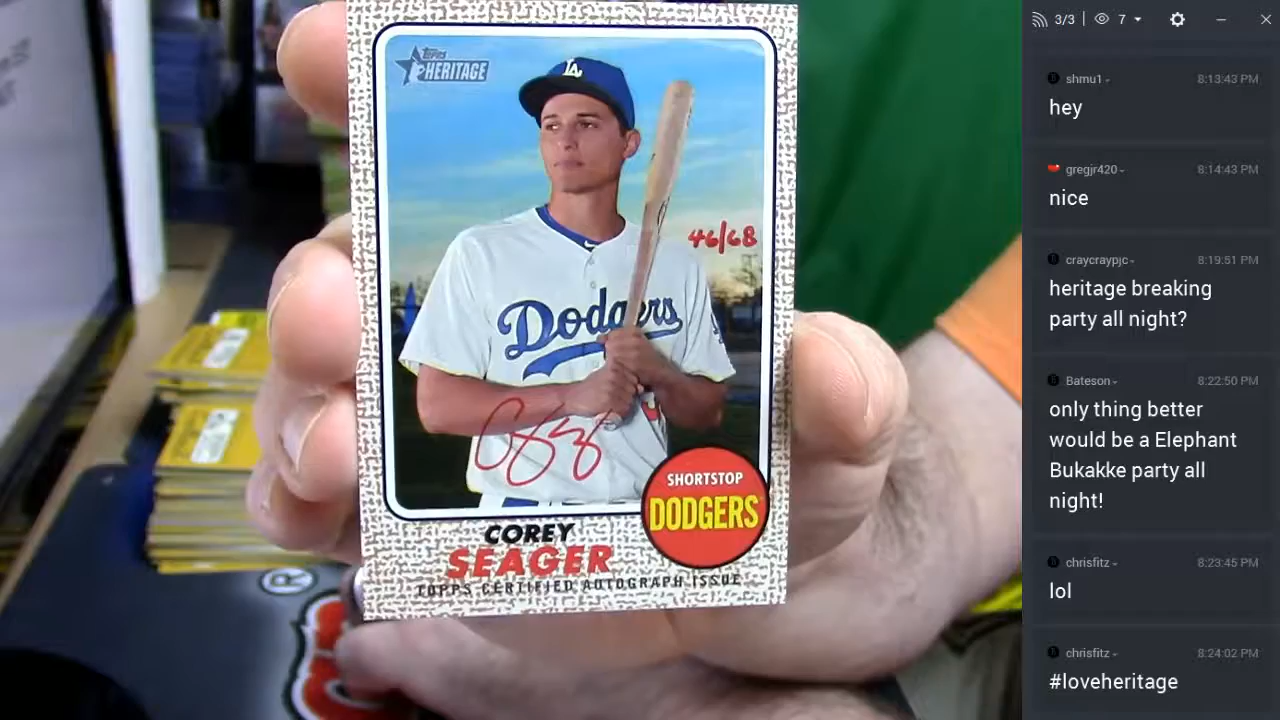 Topps
HERITAGE
LA
46/68
Dodgers
SHORTSTOP
DODGERS
COREY
SEAGER
TOPPS CERTIFIED AUTOGRAPH ISSUE
®
3/3 | 7
shmu1 8:13:43 PM
hey
gregjr420 8:14:43 PM
nice
craycraypjc 8:19:51 PM
heritage breaking
party all night?
Bateson 8:22:50 PM
only thing better
would be a Elephant
Bukakke party all
night!
chrisfitz 8:23:45 PM
lol
chrisfitz 8:24:02 PM
#loveheritage